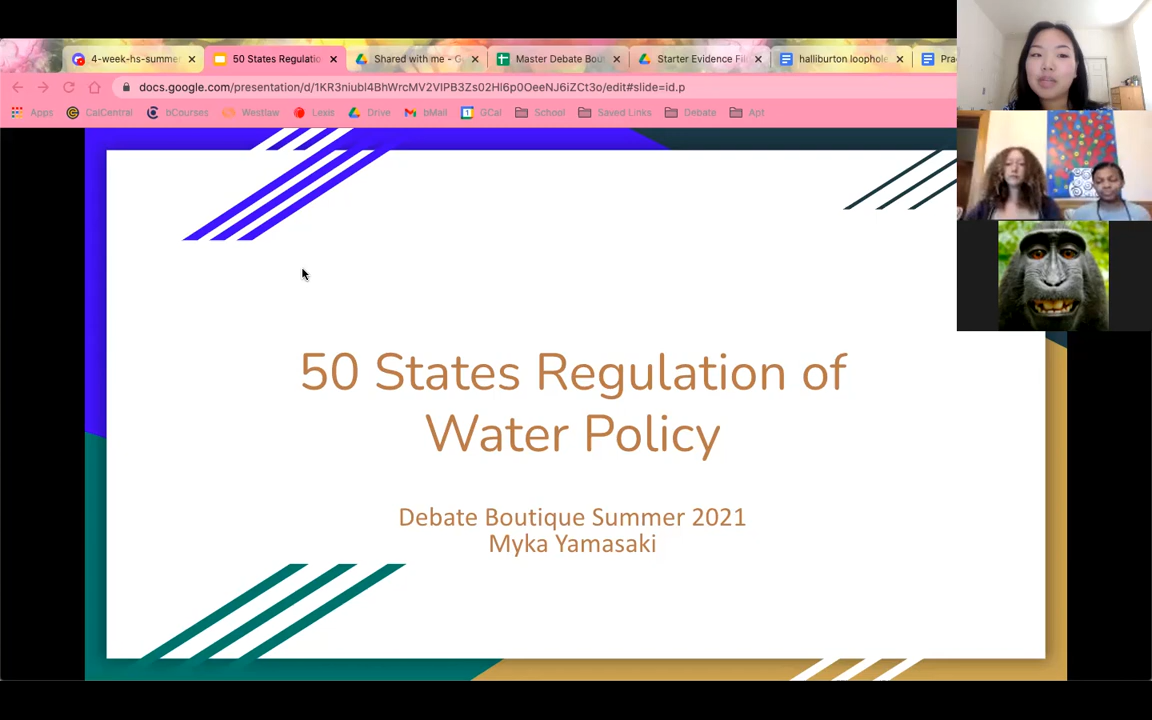 4-week-hs-summer
50 States Regulatio
Shared with me - G
Master Debate Bou
Starter Evidence Fil
halliburton loophole
Pra
docs.google.com/presentation/d/1KR3niubl4BhWrcMV2VIPB3Zs02Hl6p0OeeNJ6iZCt3o/edit#slide=id.p
Apps
CalCentral
bCourses
Westlaw
Lexis
Drive
bMail
GCal
School
Saved Links
Debate
Apt
50 States Regulation of
Water Policy
Debate Boutique Summer 2021
Myka Yamasaki